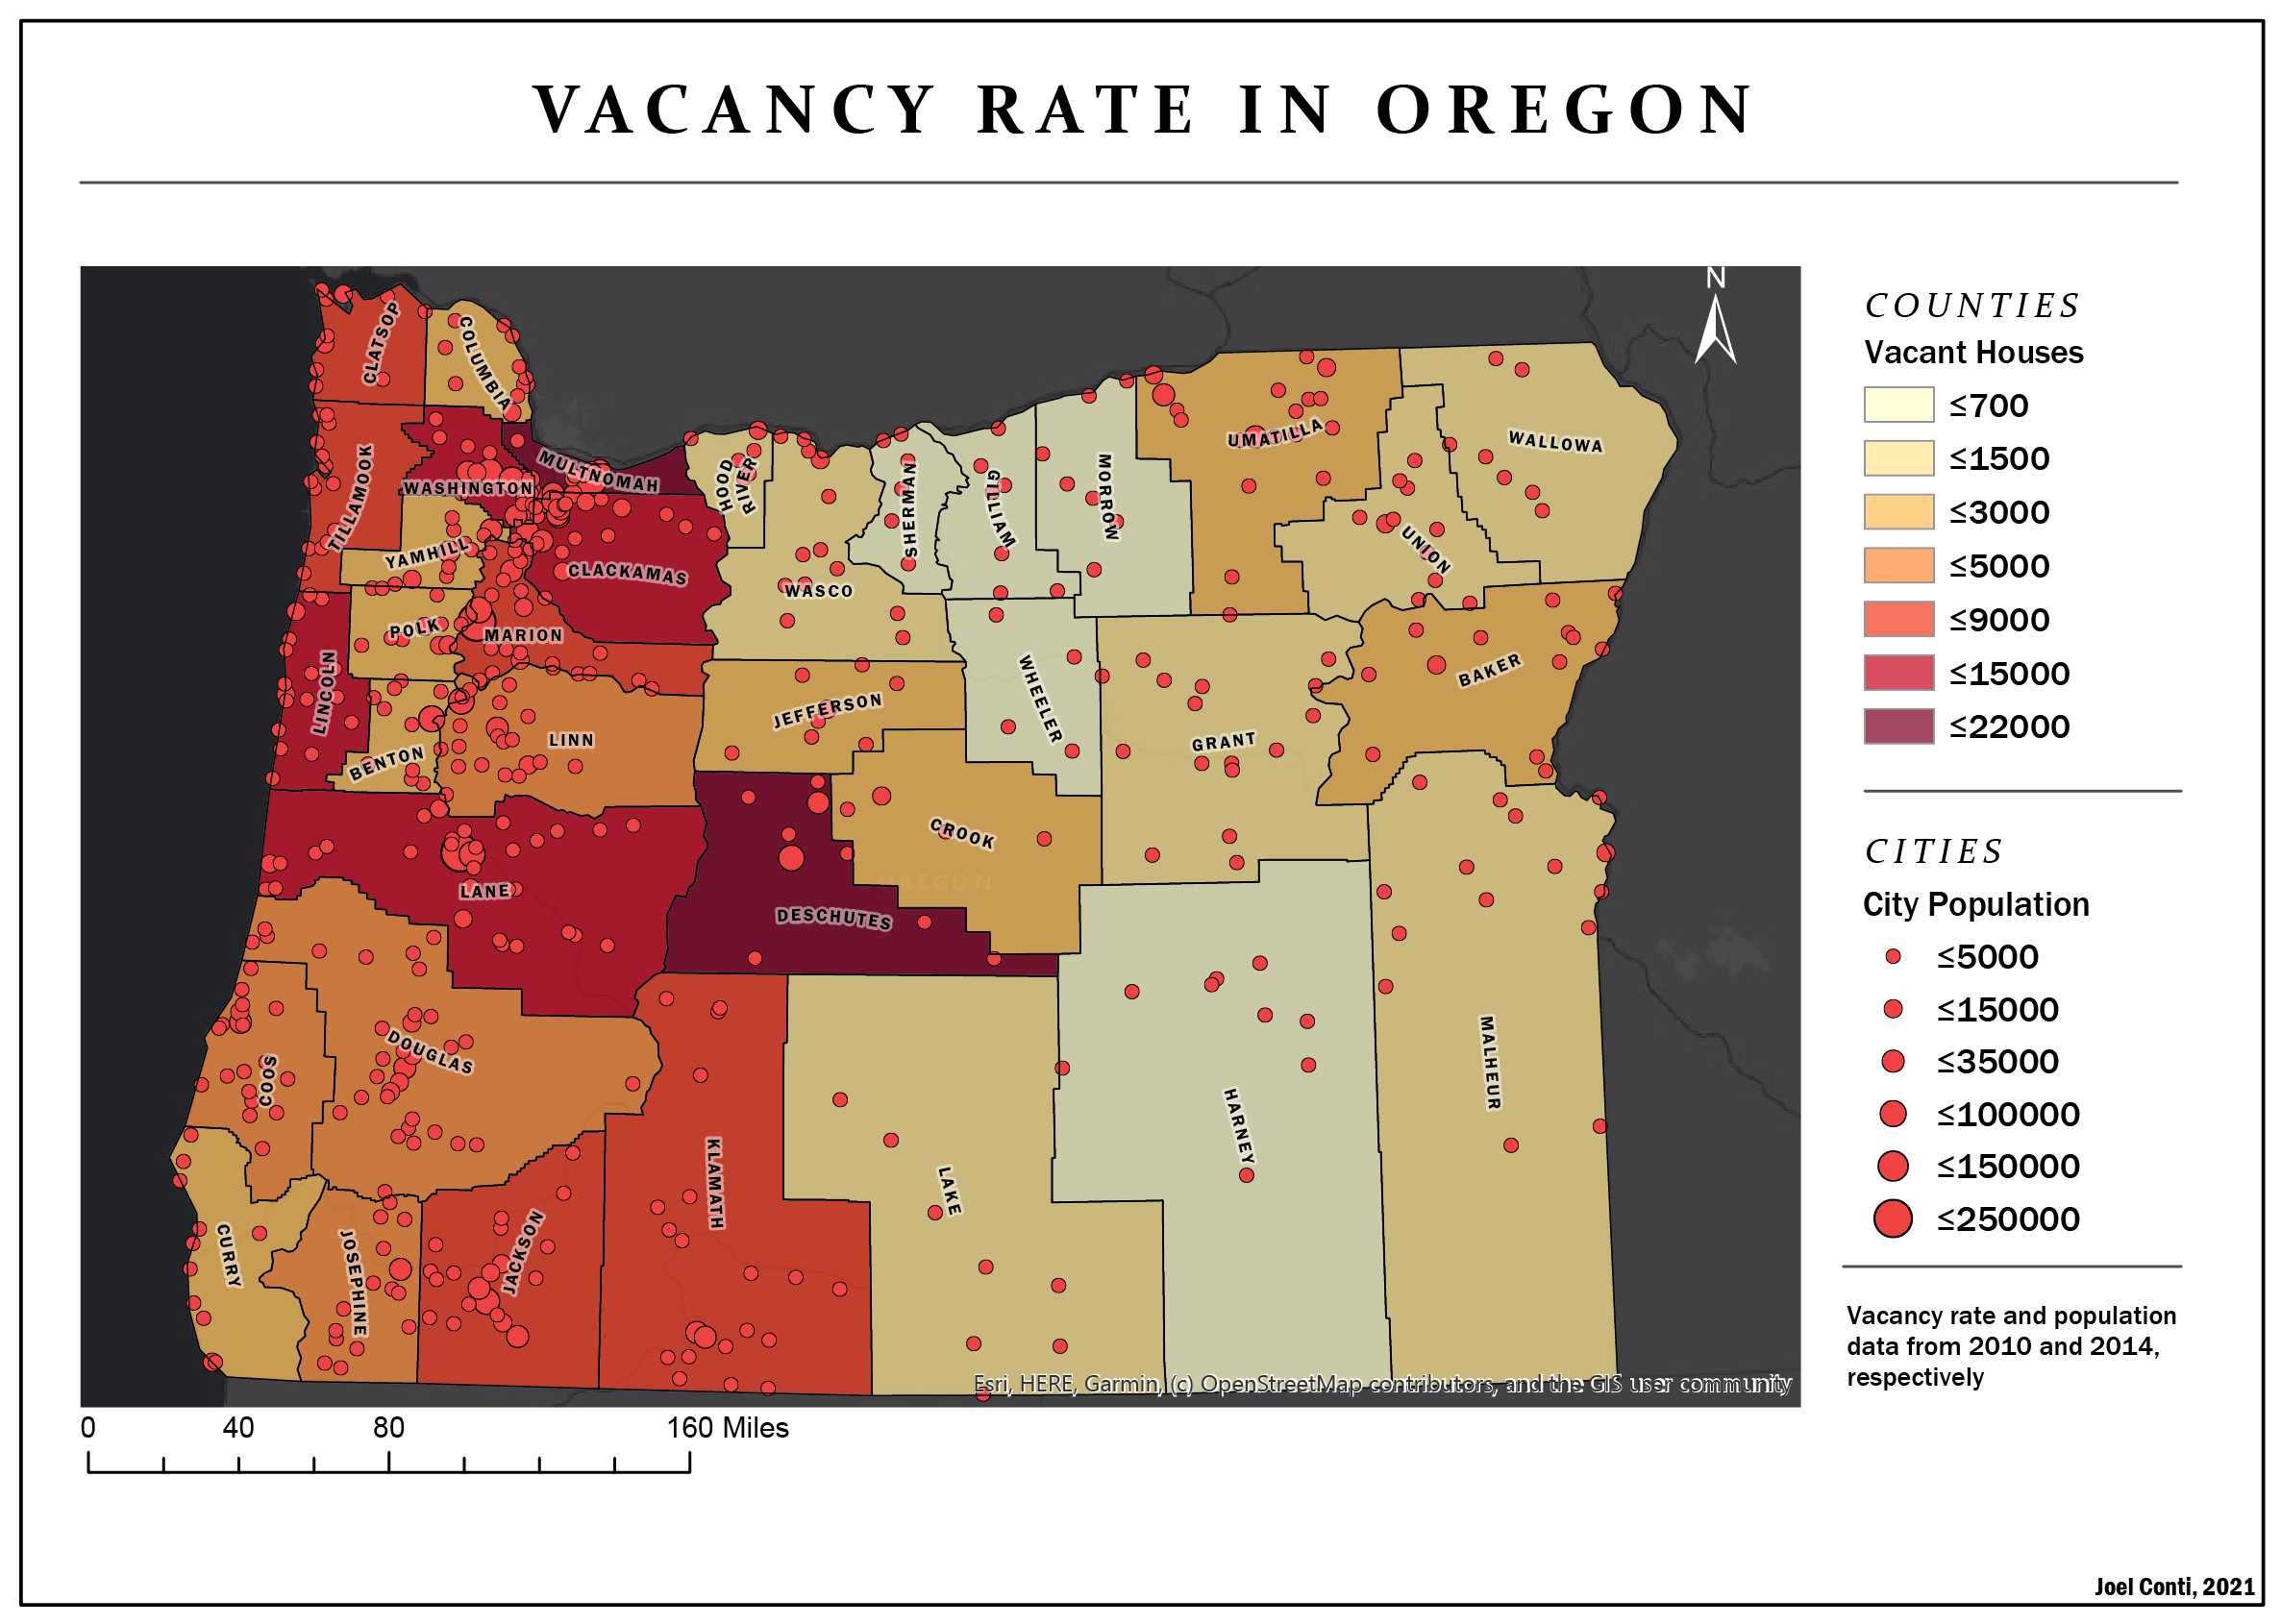 VACANCY RATE IN OREGON
N
COUNTIES
Vacant Houses
≤700
≤1500
≤3000
≤5000
≤9000
≤15000
≤22000
CITIES
City Population
≤5000
≤15000
≤35000
≤100000
≤150000
≤250000
Vacancy rate and population
data from 2010 and 2014,
respectively
CLATSOP
COLUMBIA
TILLAMOOK
WASHINGTON
MULTNOMAH
HOOD
RIVER
SHERMAN
GILLIAM
MORROW
UMATILLA
WALLOWA
UNION
YAMHILL
CLACKAMAS
WASCO
POLK
MARION
LINCOLN
JEFFERSON
WHEELER
BAKER
BENTON
LINN
GRANT
CROOK
OREGON
LANE
DESCHUTES
DOUGLAS
COOS
MALHEUR
HARNEY
KLAMATH
LAKE
CURRY
JOSEPHINE
JACKSON
Esri, HERE, Garmin, (c) OpenStreetMap contributors, and the GIS user community
0 40 80 160 Miles
Joel Conti, 2021